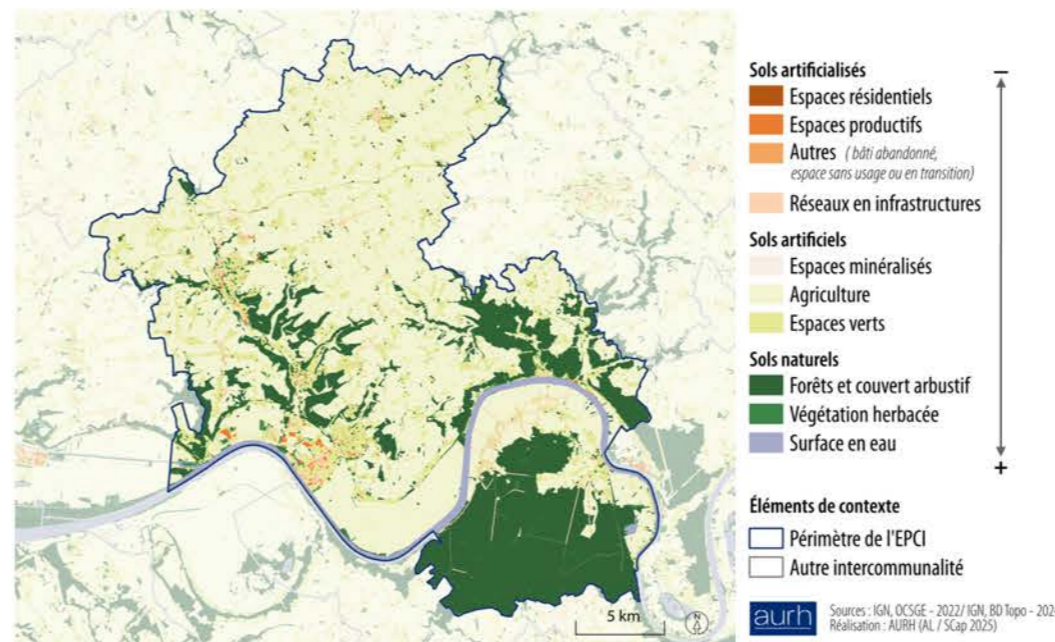 Sols artificialisés
Espaces résidentiels
Espaces productifs
Autres ( bâti abandonné,
espace sans usage ou en transition)
Réseaux en infrastructures
Sols artificiels
Espaces minéralisés
Agriculture
Espaces verts
Sols naturels
Forêts et couvert arbustif
Végétation herbacée
Surface en eau
–
+
Éléments de contexte
Périmètre de l'EPCI
Autre intercommunalité
5 km
N
aurh
Sources : IGN, OCSGE - 2022/ IGN, BD Topo - 202
Réalisation : AURH (AL / SCap 2025)